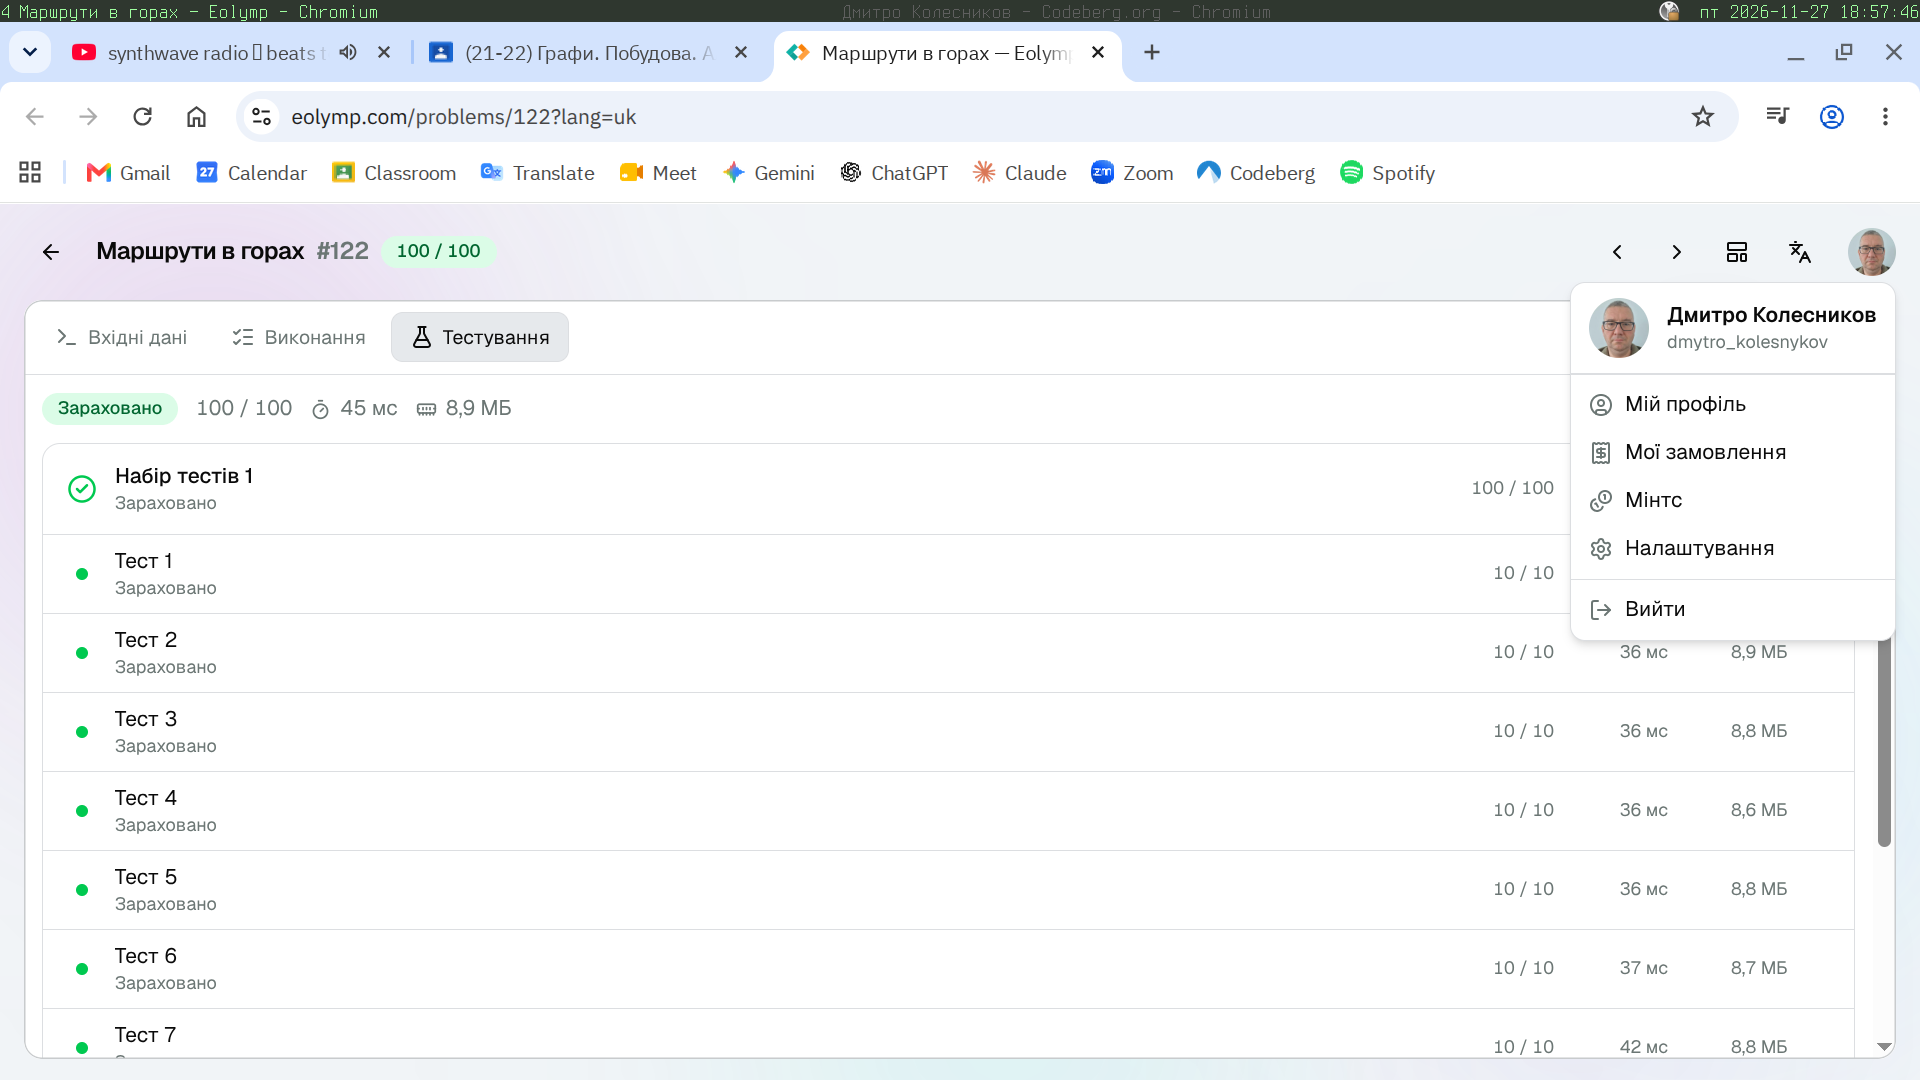 4 Маршрути в горах - Eolymp - Chromium
Дмитро Колесников - Codeberg.org - Chromium
пт 2026-11-27 18:57:46
synthwave radio beats t
(21-22) Графи. Побудова. А
Маршрути в горах — Eolymp
eolymp.com/problems/122?lang=uk
Gmail
27 Calendar
Classroom
Translate
Meet
Gemini
ChatGPT
Claude
zm Zoom
Codeberg
Spotify
Маршрути в горах #122 100 / 100
Дмитро Колесников
dmytro_kolesnykov
Мій профіль
Мої замовлення
Мінтс
Налаштування
Вийти
Вхідні дані
Виконання
Тестування
Зараховано 100 / 100 45 мс 8,9 МБ
Набір тестів 1
Зараховано
100 / 100
Тест 1
Зараховано
10 / 10
Тест 2
Зараховано
10 / 10 36 мс 8,9 МБ
Тест 3
Зараховано
10 / 10 36 мс 8,8 МБ
Тест 4
Зараховано
10 / 10 36 мс 8,6 МБ
Тест 5
Зараховано
10 / 10 36 мс 8,8 МБ
Тест 6
Зараховано
10 / 10 37 мс 8,7 МБ
Тест 7
10 / 10 42 мс 8,8 МБ